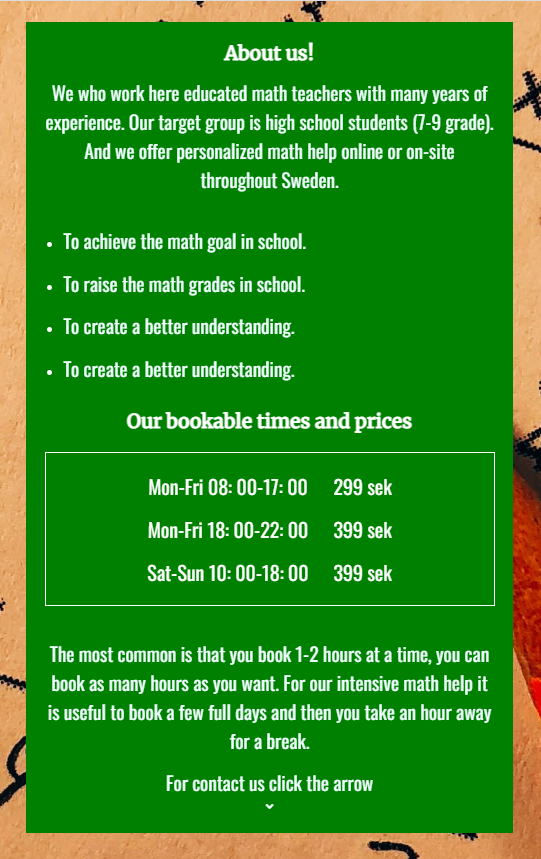 About us!
We who work here educated math teachers with many years of
experience. Our target group is high school students (7-9 grade).
And we offer personalized math help online or on-site
throughout Sweden.
• To achieve the math goal in school.
• To raise the math grades in school.
• To create a better understanding.
• To create a better understanding.
Our bookable times and prices
Mon-Fri 08: 00-17: 00 299 sek
Mon-Fri 18: 00-22: 00 399 sek
Sat-Sun 10: 00-18: 00 399 sek
The most common is that you book 1-2 hours at a time, you can
book as many hours as you want. For our intensive math help it
is useful to book a few full days and then you take an hour away
for a break.
For contact us click the arrow